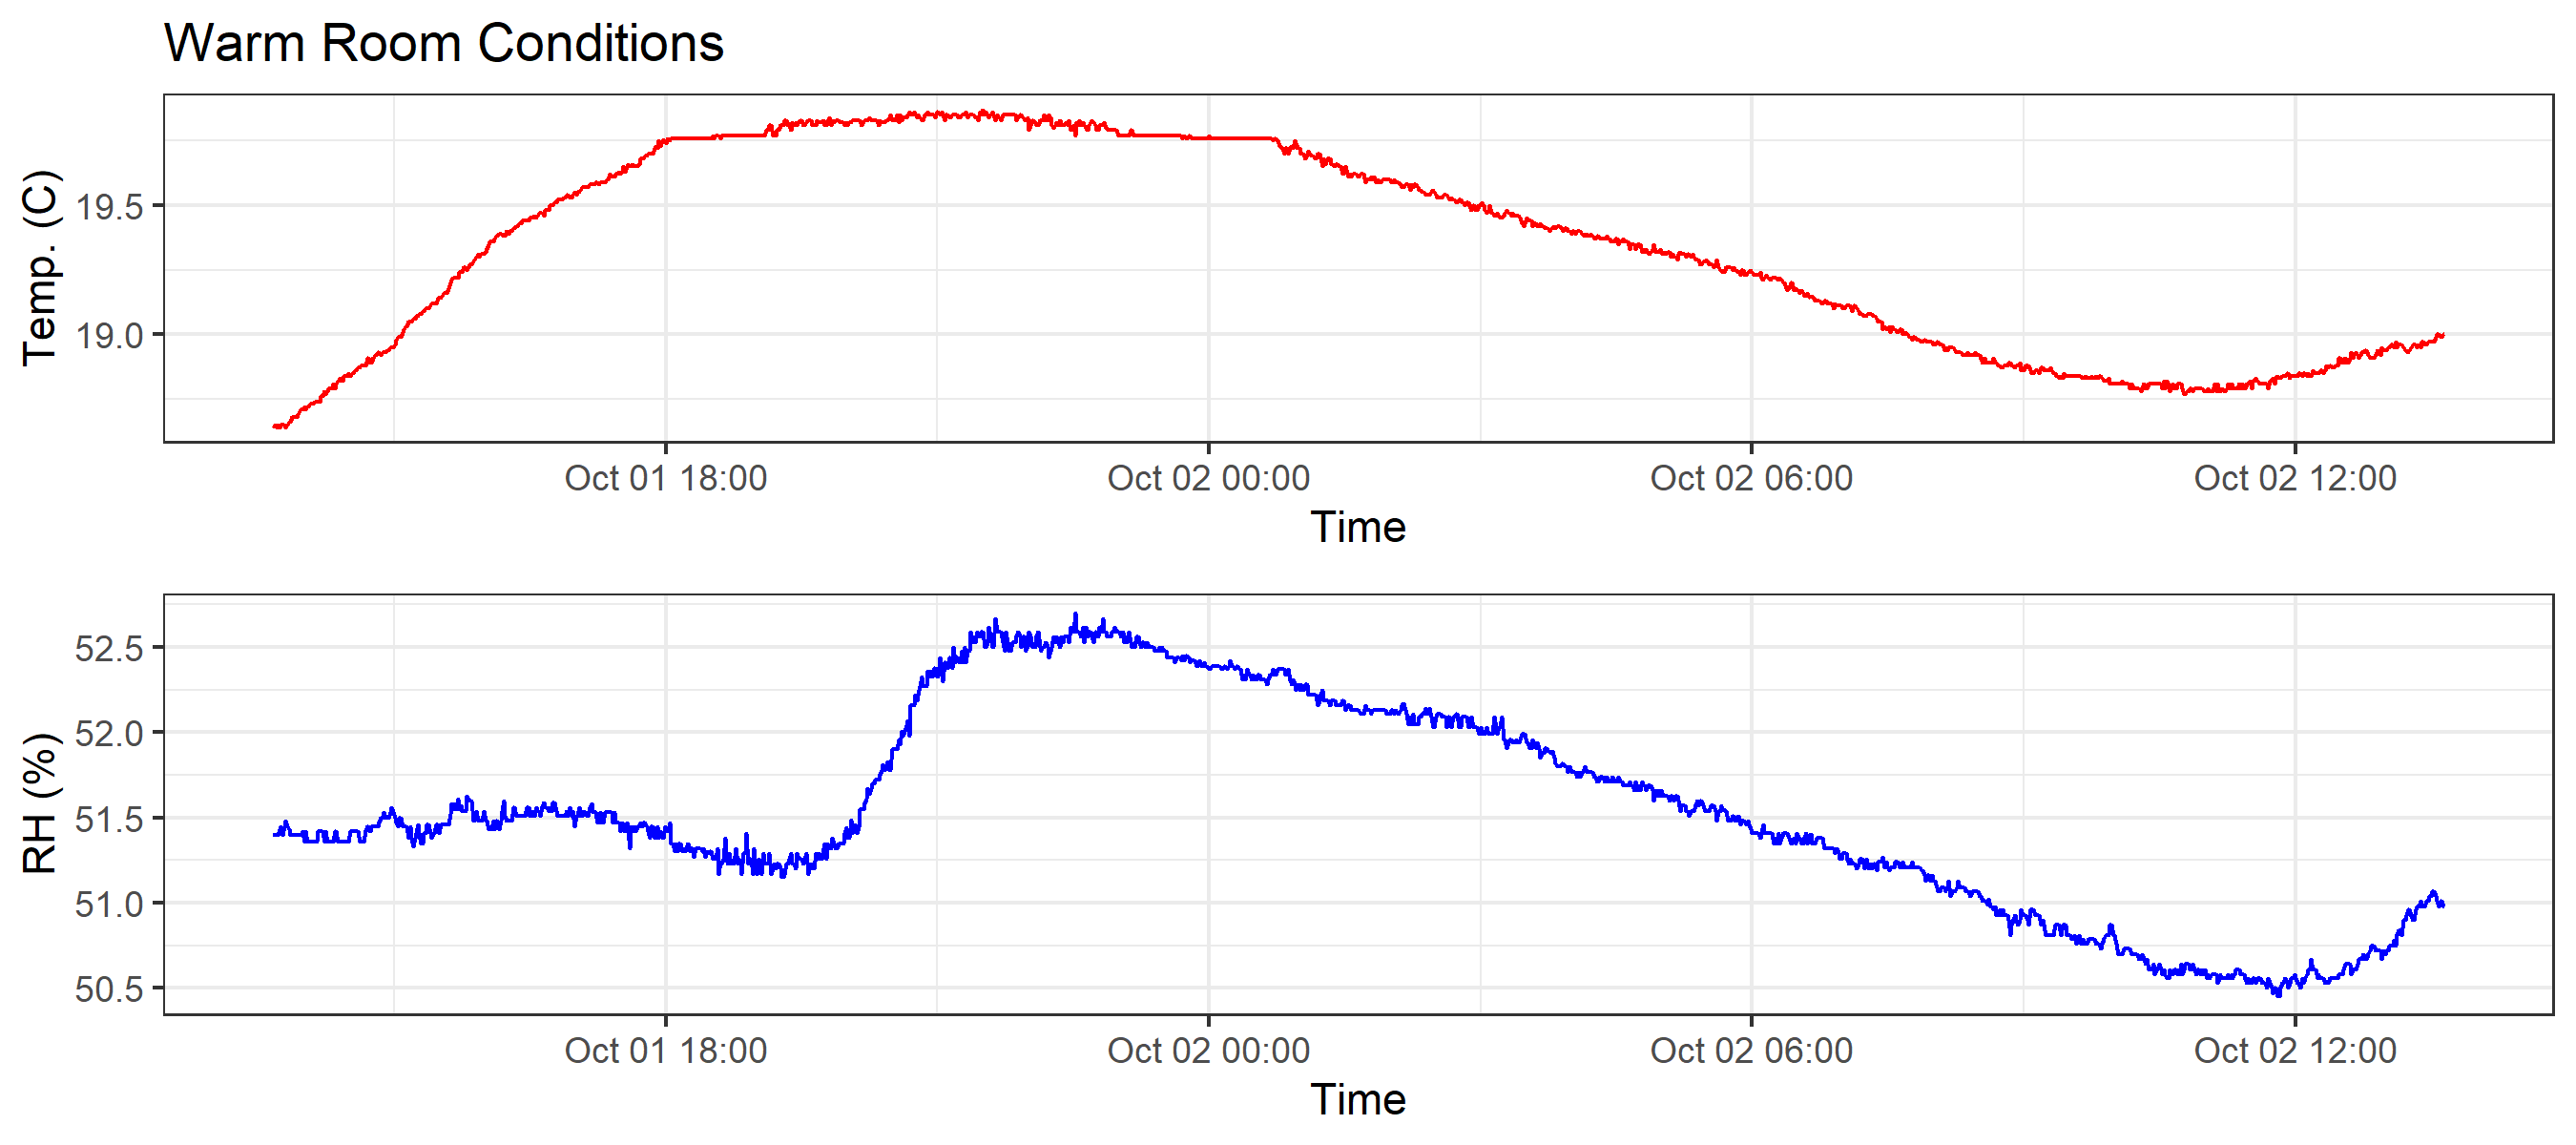 Warm Room Conditions
Temp. (C)
19.5
19.0
Oct 01 18:00 Oct 02 00:00 Oct 02 06:00 Oct 02 12:00
Time
RH (%)
52.5
52.0
51.5
51.0
50.5
Oct 01 18:00 Oct 02 00:00 Oct 02 06:00 Oct 02 12:00
Time